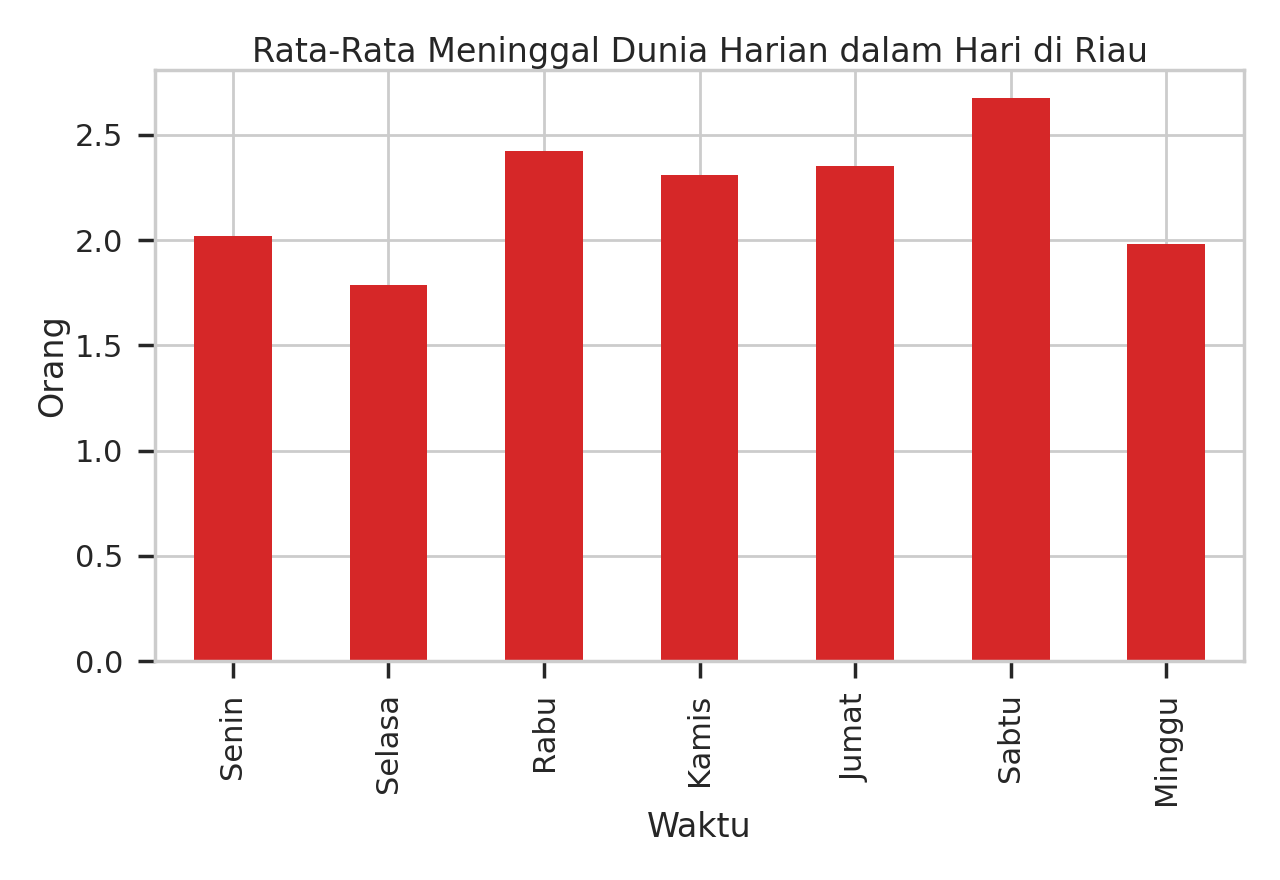 Rata-Rata Meninggal Dunia Harian dalam Hari di Riau
2.5
2.0
1.5
1.0
0.5
0.0
Orang
Senin
Selasa
Rabu
Kamis
Jumat
Sabtu
Minggu
Waktu